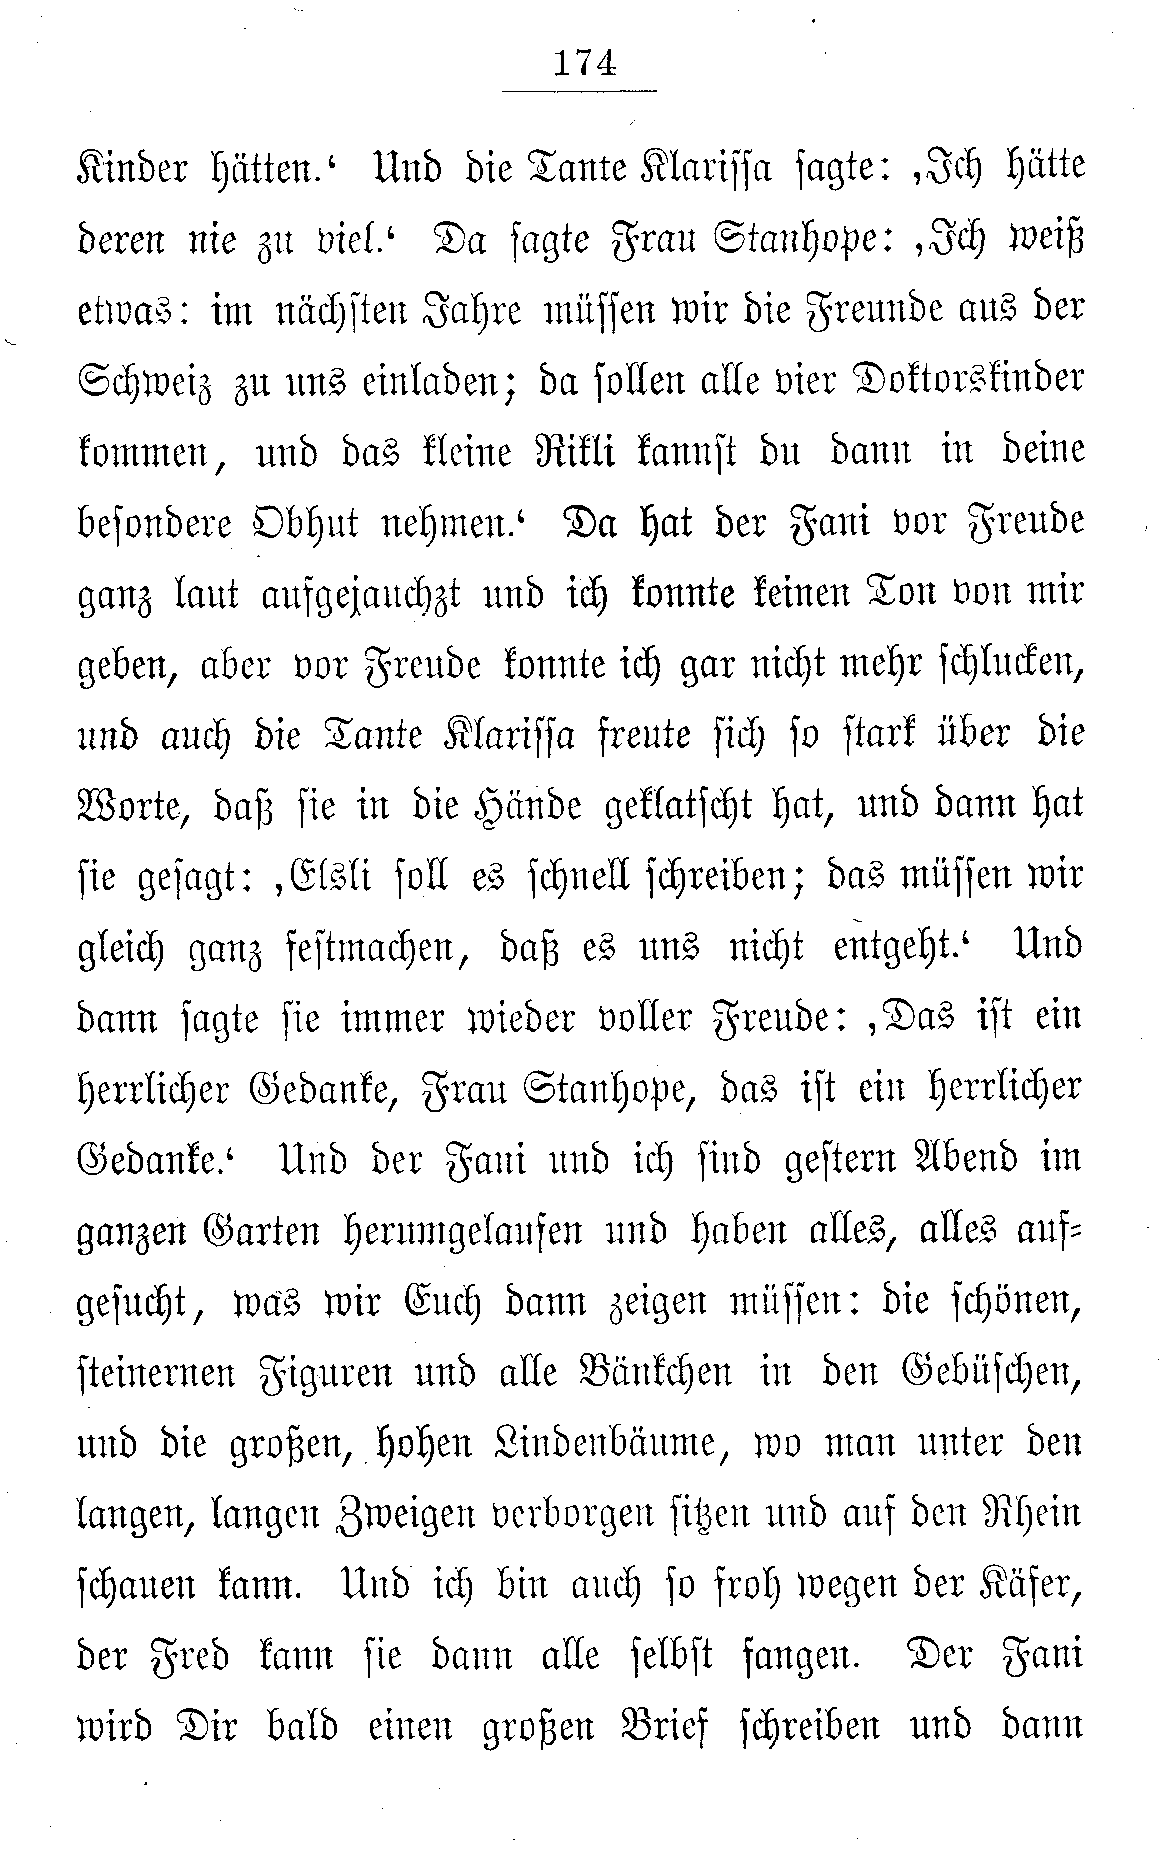 174
Kinder hätten.‘ Und die Tante Klarissa sagte: ‚Ich hätte
deren nie zu viel.‘ Da sagte Frau Stanhope: ‚Ich weiß
etwas: im nächsten Jahre müssen wir die Freunde aus der
Schweiz zu uns einladen; da sollen alle vier Doktorskinder
kommen, und das kleine Rikli kannst du dann in deine
besondere Obhut nehmen.‘ Da hat der Fani vor Freude
ganz laut aufgejauchzt und ich konnte keinen Ton von mir
geben, aber vor Freude konnte ich gar nicht mehr schlucken,
und auch die Tante Klarissa freute sich so stark über die
Worte, daß sie in die Hände geklatscht hat, und dann hat
sie gesagt: ‚Elsli soll es schnell schreiben; das müssen wir
gleich ganz festmachen, daß es uns nicht entgeht.‘ Und
dann sagte sie immer wieder voller Freude: ‚Das ist ein
herrlicher Gedanke, Frau Stanhope, das ist ein herrlicher
Gedanke.‘ Und der Fani und ich sind gestern Abend im
ganzen Garten herumgelaufen und haben alles, alles auf-
gesucht, was wir Euch dann zeigen müssen: die schönen,
steinernen Figuren und alle Bänkchen in den Gebüschen,
und die großen, hohen Lindenbäume, wo man unter den
langen, langen Zweigen verborgen sitzen und auf den Rhein
schauen kann. Und ich bin auch so froh wegen der Käfer,
der Fred kann sie dann alle selbst fangen. Der Fani
wird Dir bald einen großen Brief schreiben und dann